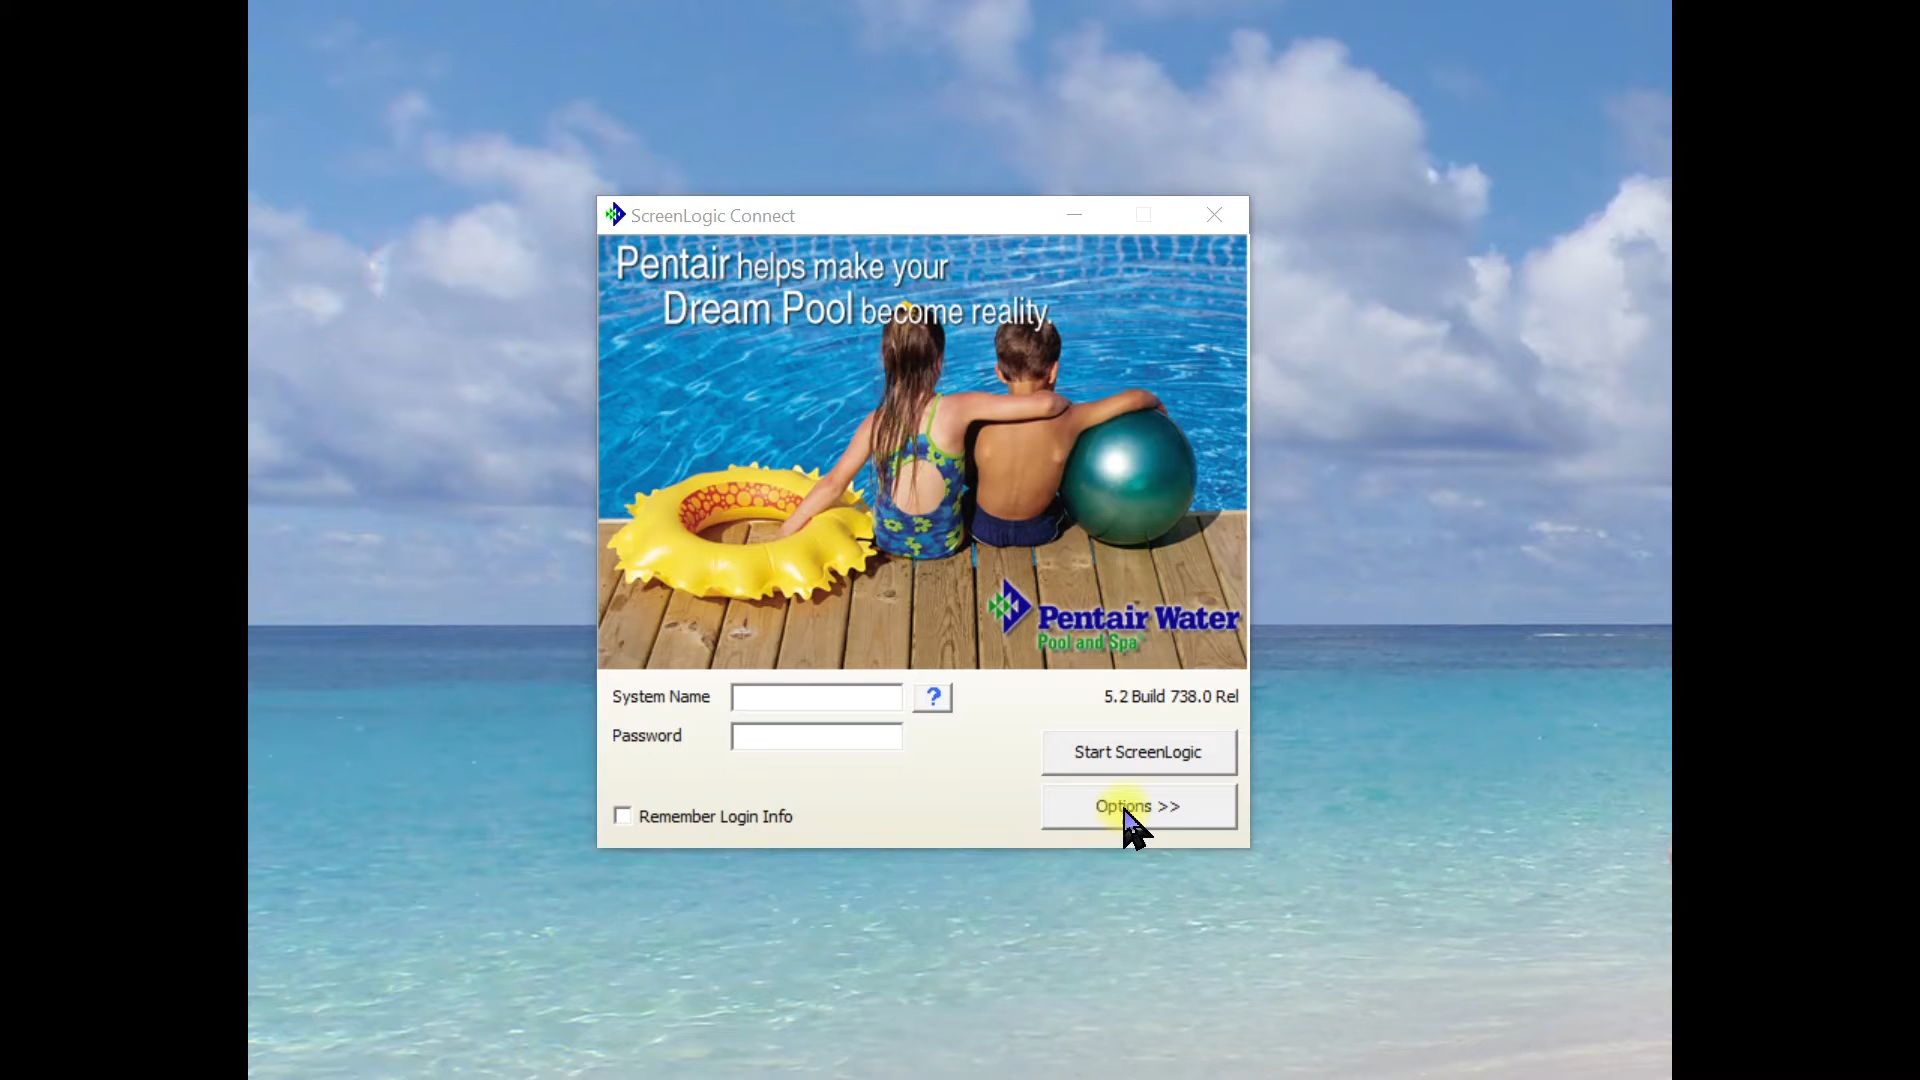 ScreenLogic Connect
Pentair helps make your
Dream Pool become reality.
Pentair Water
Pool and Spa
System Name
?
5.2 Build 738.0 Rel
Password
Start ScreenLogic
Options >>
Remember Login Info